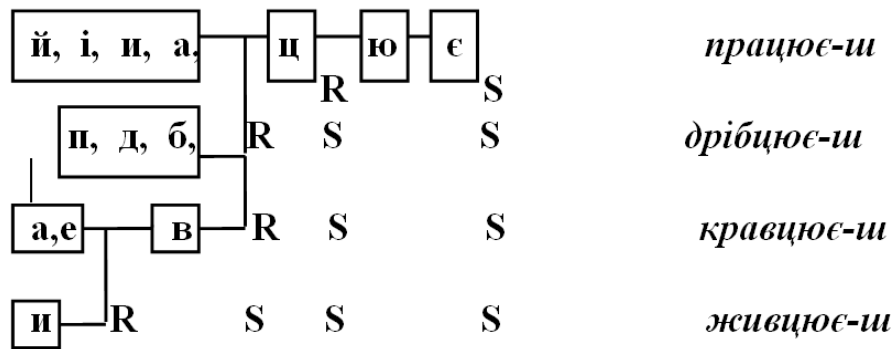 й, і, и, а, ц ю є працює-ш
R S
п, д, б, R S S дрібцює-ш
а,е в R S S кравцює-ш
и R S S S живцює-ш